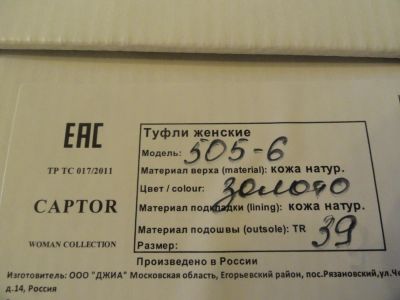 EAC
ТР ТС 017/2011
CAPTOR
WOMAN COLLECTION
Туфли женские
Модель: 505-6
Материал верха (material): кожа натур.
Цвет / colour: золото
Материал подкладки (lining): кожа натур.
Материал подошвы (outsole): TR
Размер: 39
Произведено в России
Изготовитель: ООО "ДЖИА" Московская область, Егорьевский район, пос.Рязановский,ул.
д.14, Россия